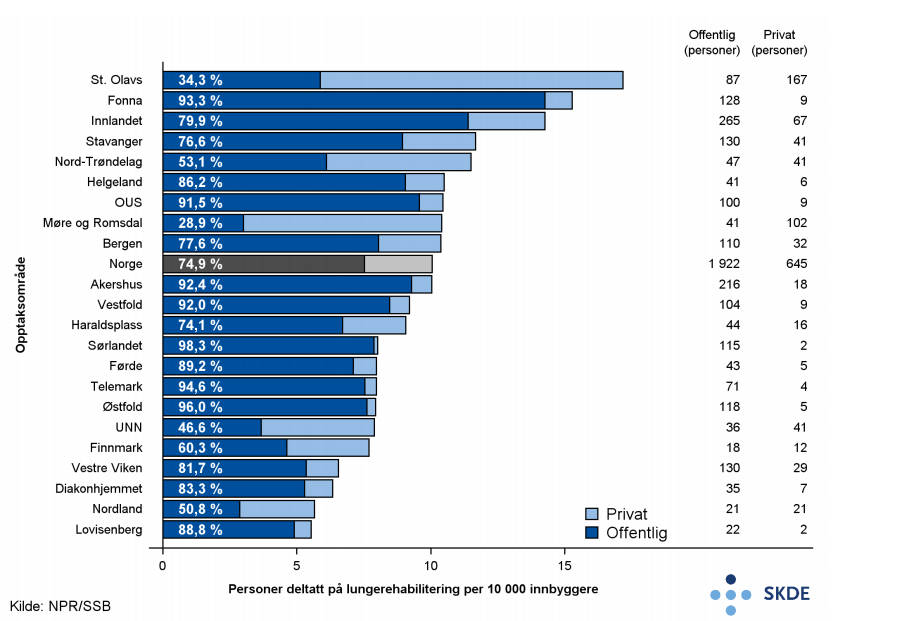 Offentlig Privat
(personer) (personer)
St. Olavs 34,3 % 87 167
Fonna 93,3 % 128 9
Innlandet 79,9 % 265 67
Stavanger 76,6 % 130 41
Nord-Trøndelag 53,1 % 47 41
Helgeland 86,2 % 41 6
OUS 91,5 % 100 9
Møre og Romsdal 28,9 % 41 102
Bergen 77,6 % 110 32
Norge 74,9 % 1 922 645
Akershus 92,4 % 216 18
Vestfold 92,0 % 104 9
Haraldsplass 74,1 % 44 16
Sørlandet 98,3 % 115 2
Førde 89,2 % 43 5
Telemark 94,6 % 71 4
Østfold 96,0 % 118 5
UNN 46,6 % 36 41
Finnmark 60,3 % 18 12
Vestre Viken 81,7 % 130 29
Diakonhjemmet 83,3 % 35 7
Nordland 50,8 % 21 21
Lovisenberg 88,8 % 22 2
Opptaksområde
Privat
Offentlig
0 5 10 15
Personer deltatt på lungerehabilitering per 10 000 innbyggere
SKDE
Kilde: NPR/SSB